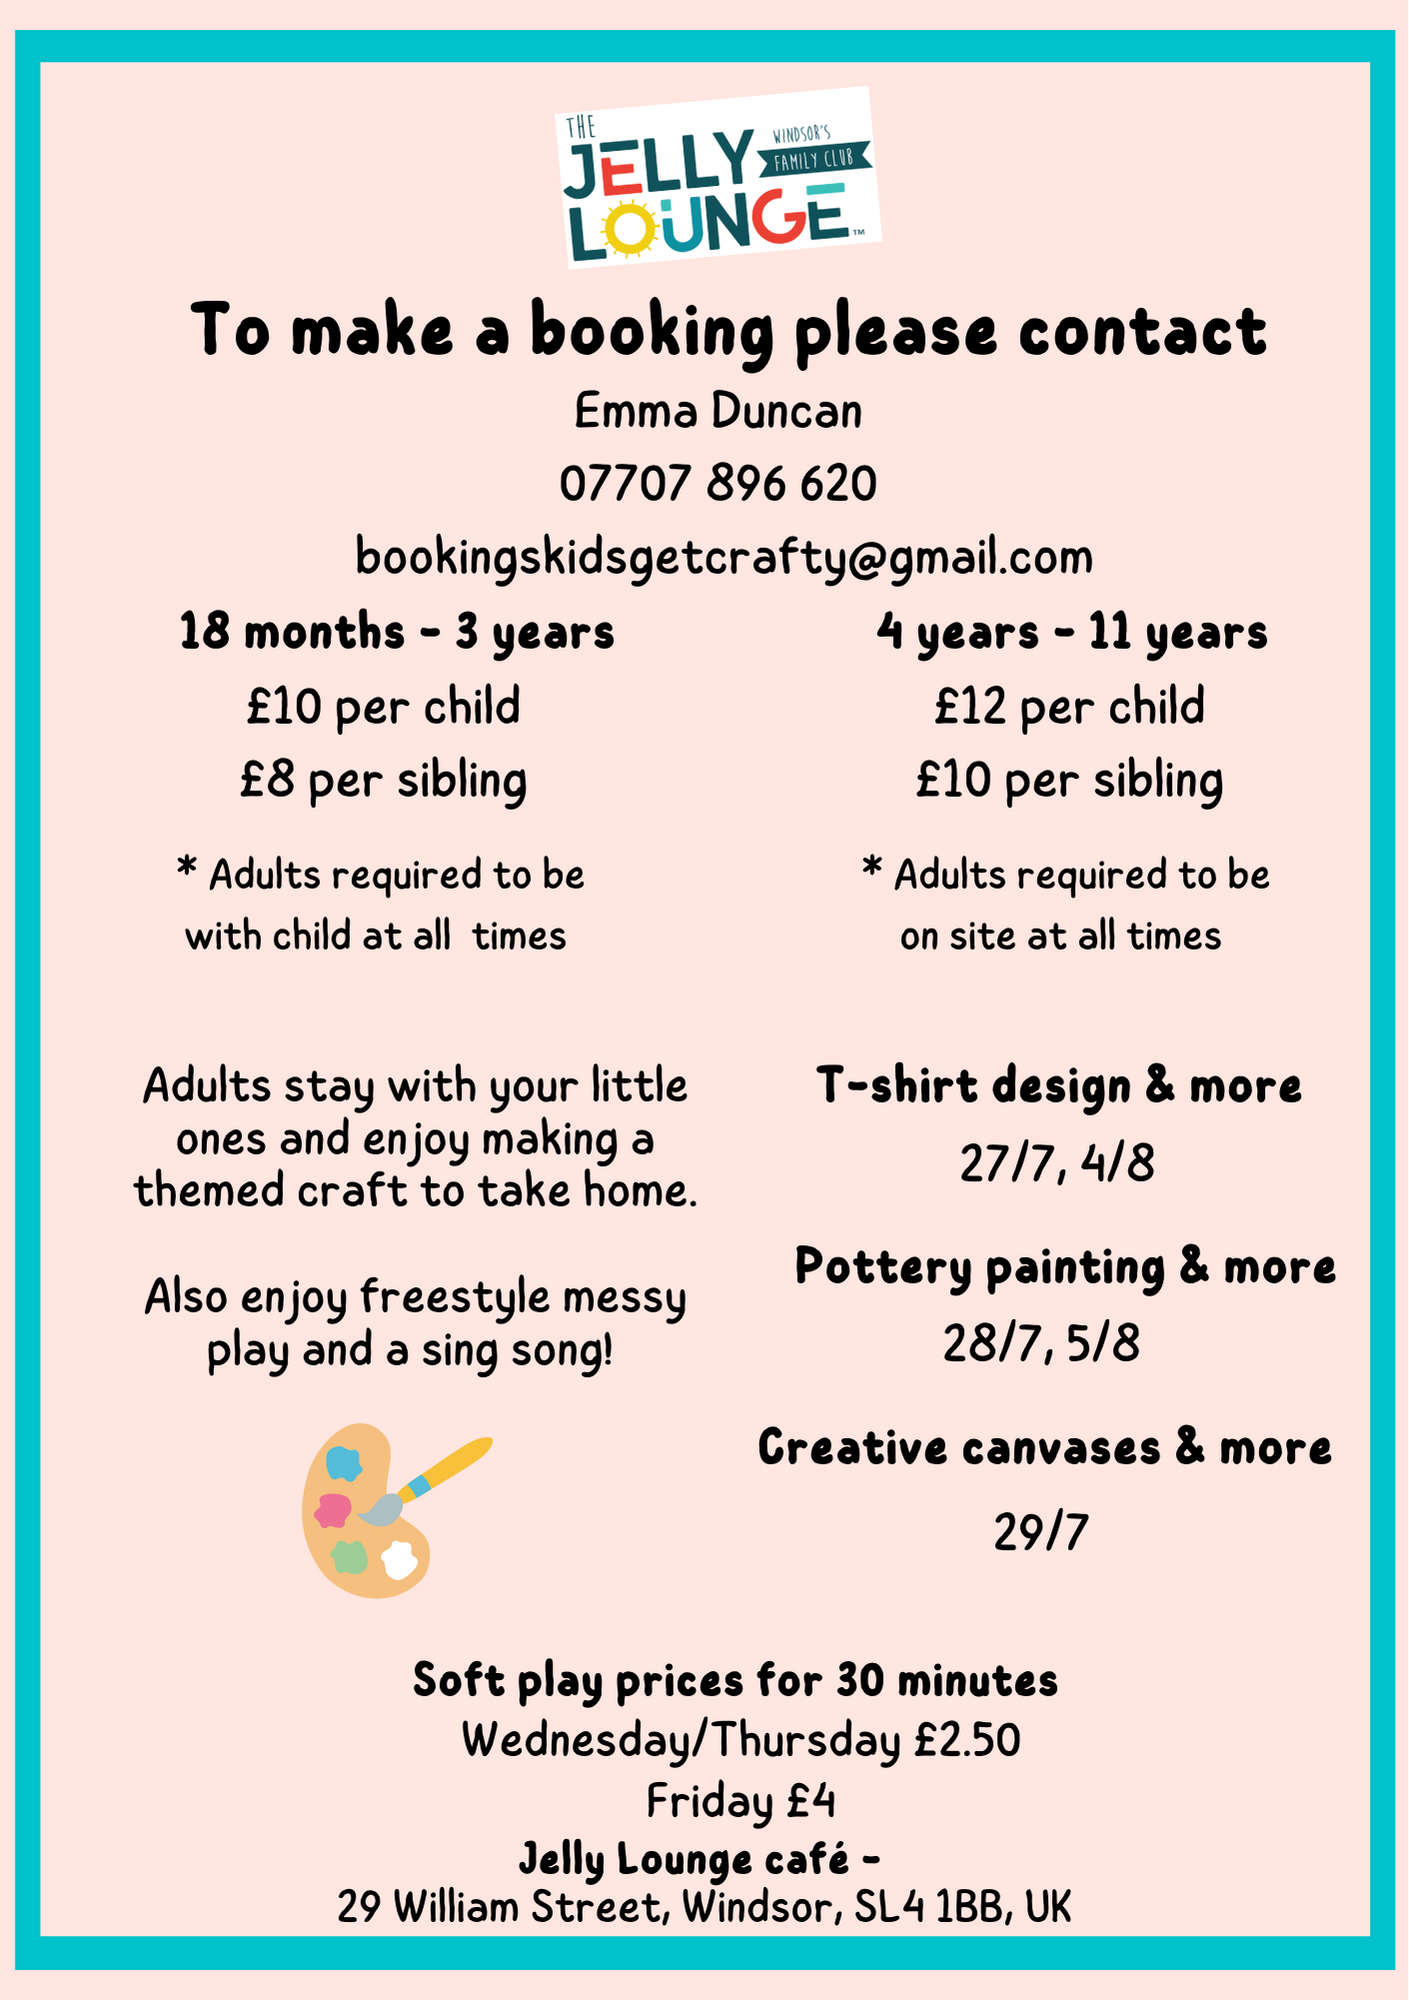 THE
JELLY
WINDSOR'S
FAMILY CLUB
LOUNGE™
To make a booking please contact
Emma Duncan
07707 896 620
bookingskidsgetcrafty@gmail.com
18 months - 3 years
£10 per child
£8 per sibling
* Adults required to be
with child at all times
4 years - 11 years
£12 per child
£10 per sibling
* Adults required to be
on site at all times
Adults stay with your little
ones and enjoy making a
themed craft to take home.
Also enjoy freestyle messy
play and a sing song!
T-shirt design & more
27/7, 4/8
Pottery painting & more
28/7, 5/8
Creative canvases & more
29/7
Soft play prices for 30 minutes
Wednesday/Thursday £2.50
Friday £4
Jelly Lounge café -
29 William Street, Windsor, SL4 1BB, UK